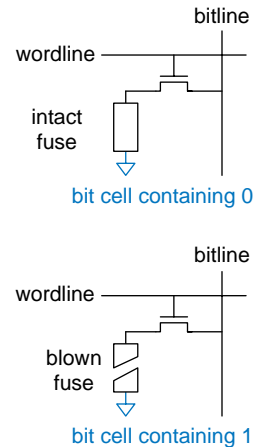 bitline
wordline
intact
fuse
bit cell containing 0
bitline
wordline
blown
fuse
bit cell containing 1